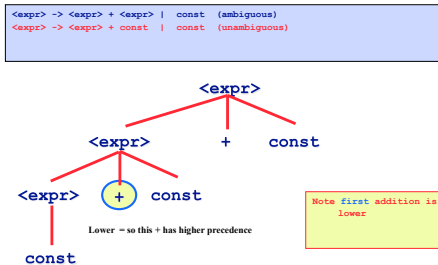 <expr> -> <expr> + <expr> | const (ambiguous)
<expr> -> <expr> + const | const (unambiguous)
<expr>
<expr> + const
<expr> + const
Lower = so this + has higher precedence
Note first addition is
lower
const